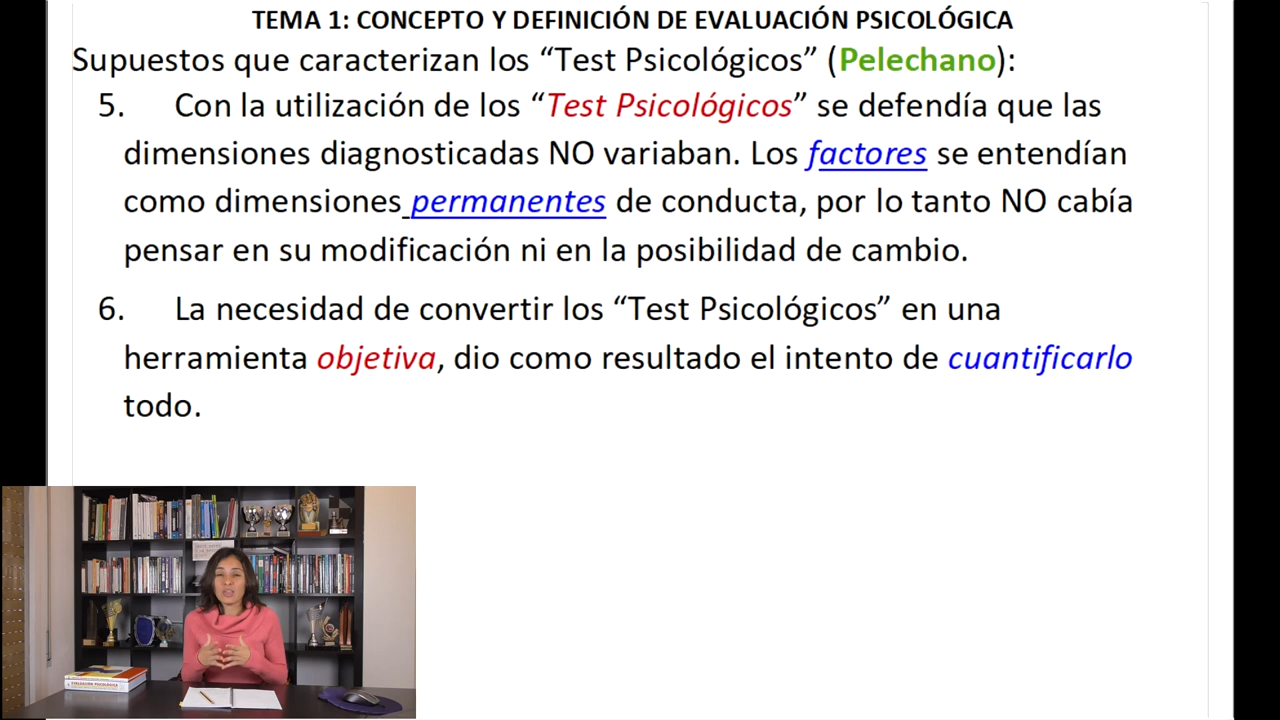 TEMA 1: CONCEPTO Y DEFINICIÓN DE EVALUACIÓN PSICOLÓGICA
Supuestos que caracterizan los “Test Psicológicos” (Pelechano):
5. Con la utilización de los “Test Psicológicos” se defendía que las
dimensiones diagnosticadas NO variaban. Los factores se entendían
como dimensiones permanentes de conducta, por lo tanto NO cabía
pensar en su modificación ni en la posibilidad de cambio.
6. La necesidad de convertir los “Test Psicológicos” en una
herramienta objetiva, dio como resultado el intento de cuantificarlo
todo.
EVALUACIÓN PSICOLÓGICA